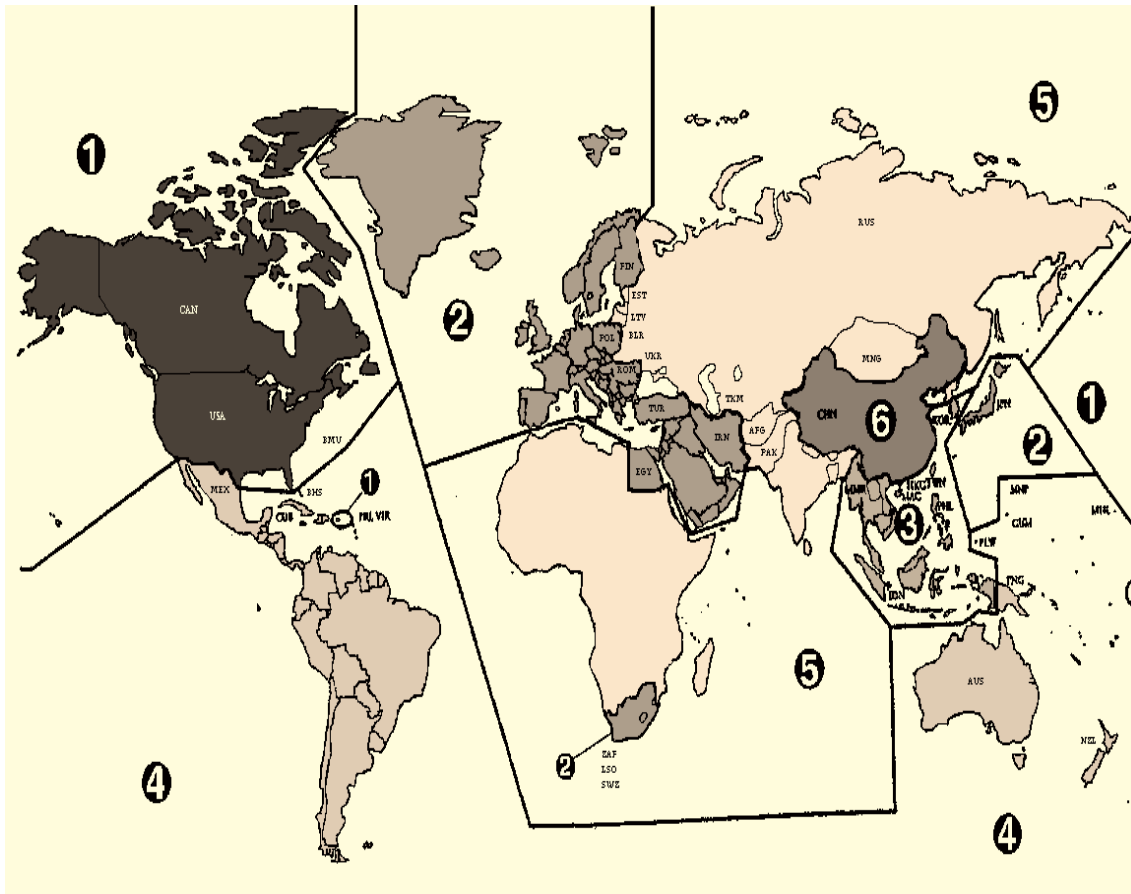 5
1
RUS
FIN
CAN
EST
LTV
2
BLR
POL
UKR
MNG
ROM
TKM
USA
TUR
CHN
6
1
BMU
IRN
AFG
PAK
2
EGY
MEX
1
BHS
CUB
PRI, VIR
HKG
TWN
MAC
PHL
3
MNP
GUM
PLW
PNG
IDN
5
AUS
NZL
2
ZAF
LSO
SWZ
4
4